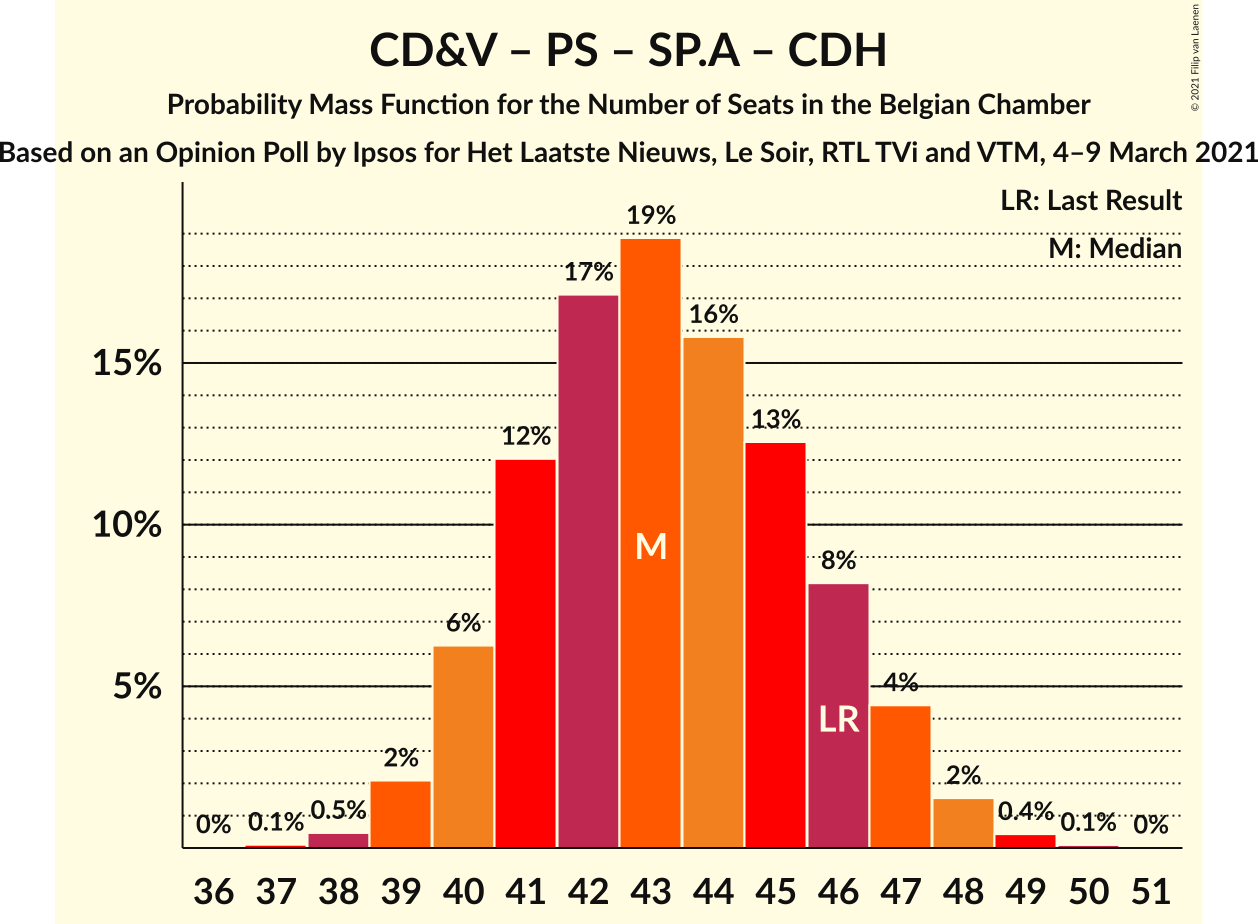 CD&V – PS – SP.A – CDH
Probability Mass Function for the Number of Seats in the Belgian Chamber
Based on an Opinion Poll by Ipsos for Het Laatste Nieuws, Le Soir, RTL TVi and VTM, 4–9 March 2021
© 2021 Filip van Laenen
LR: Last Result
M: Median
15%
10%
5%
0%
0.1%
0.5%
2%
6%
12%
17%
19%
16%
13%
8%
4%
2%
0.4%
0.1%
0%
M
LR
36 37 38 39 40 41 42 43 44 45 46 47 48 49 50 51